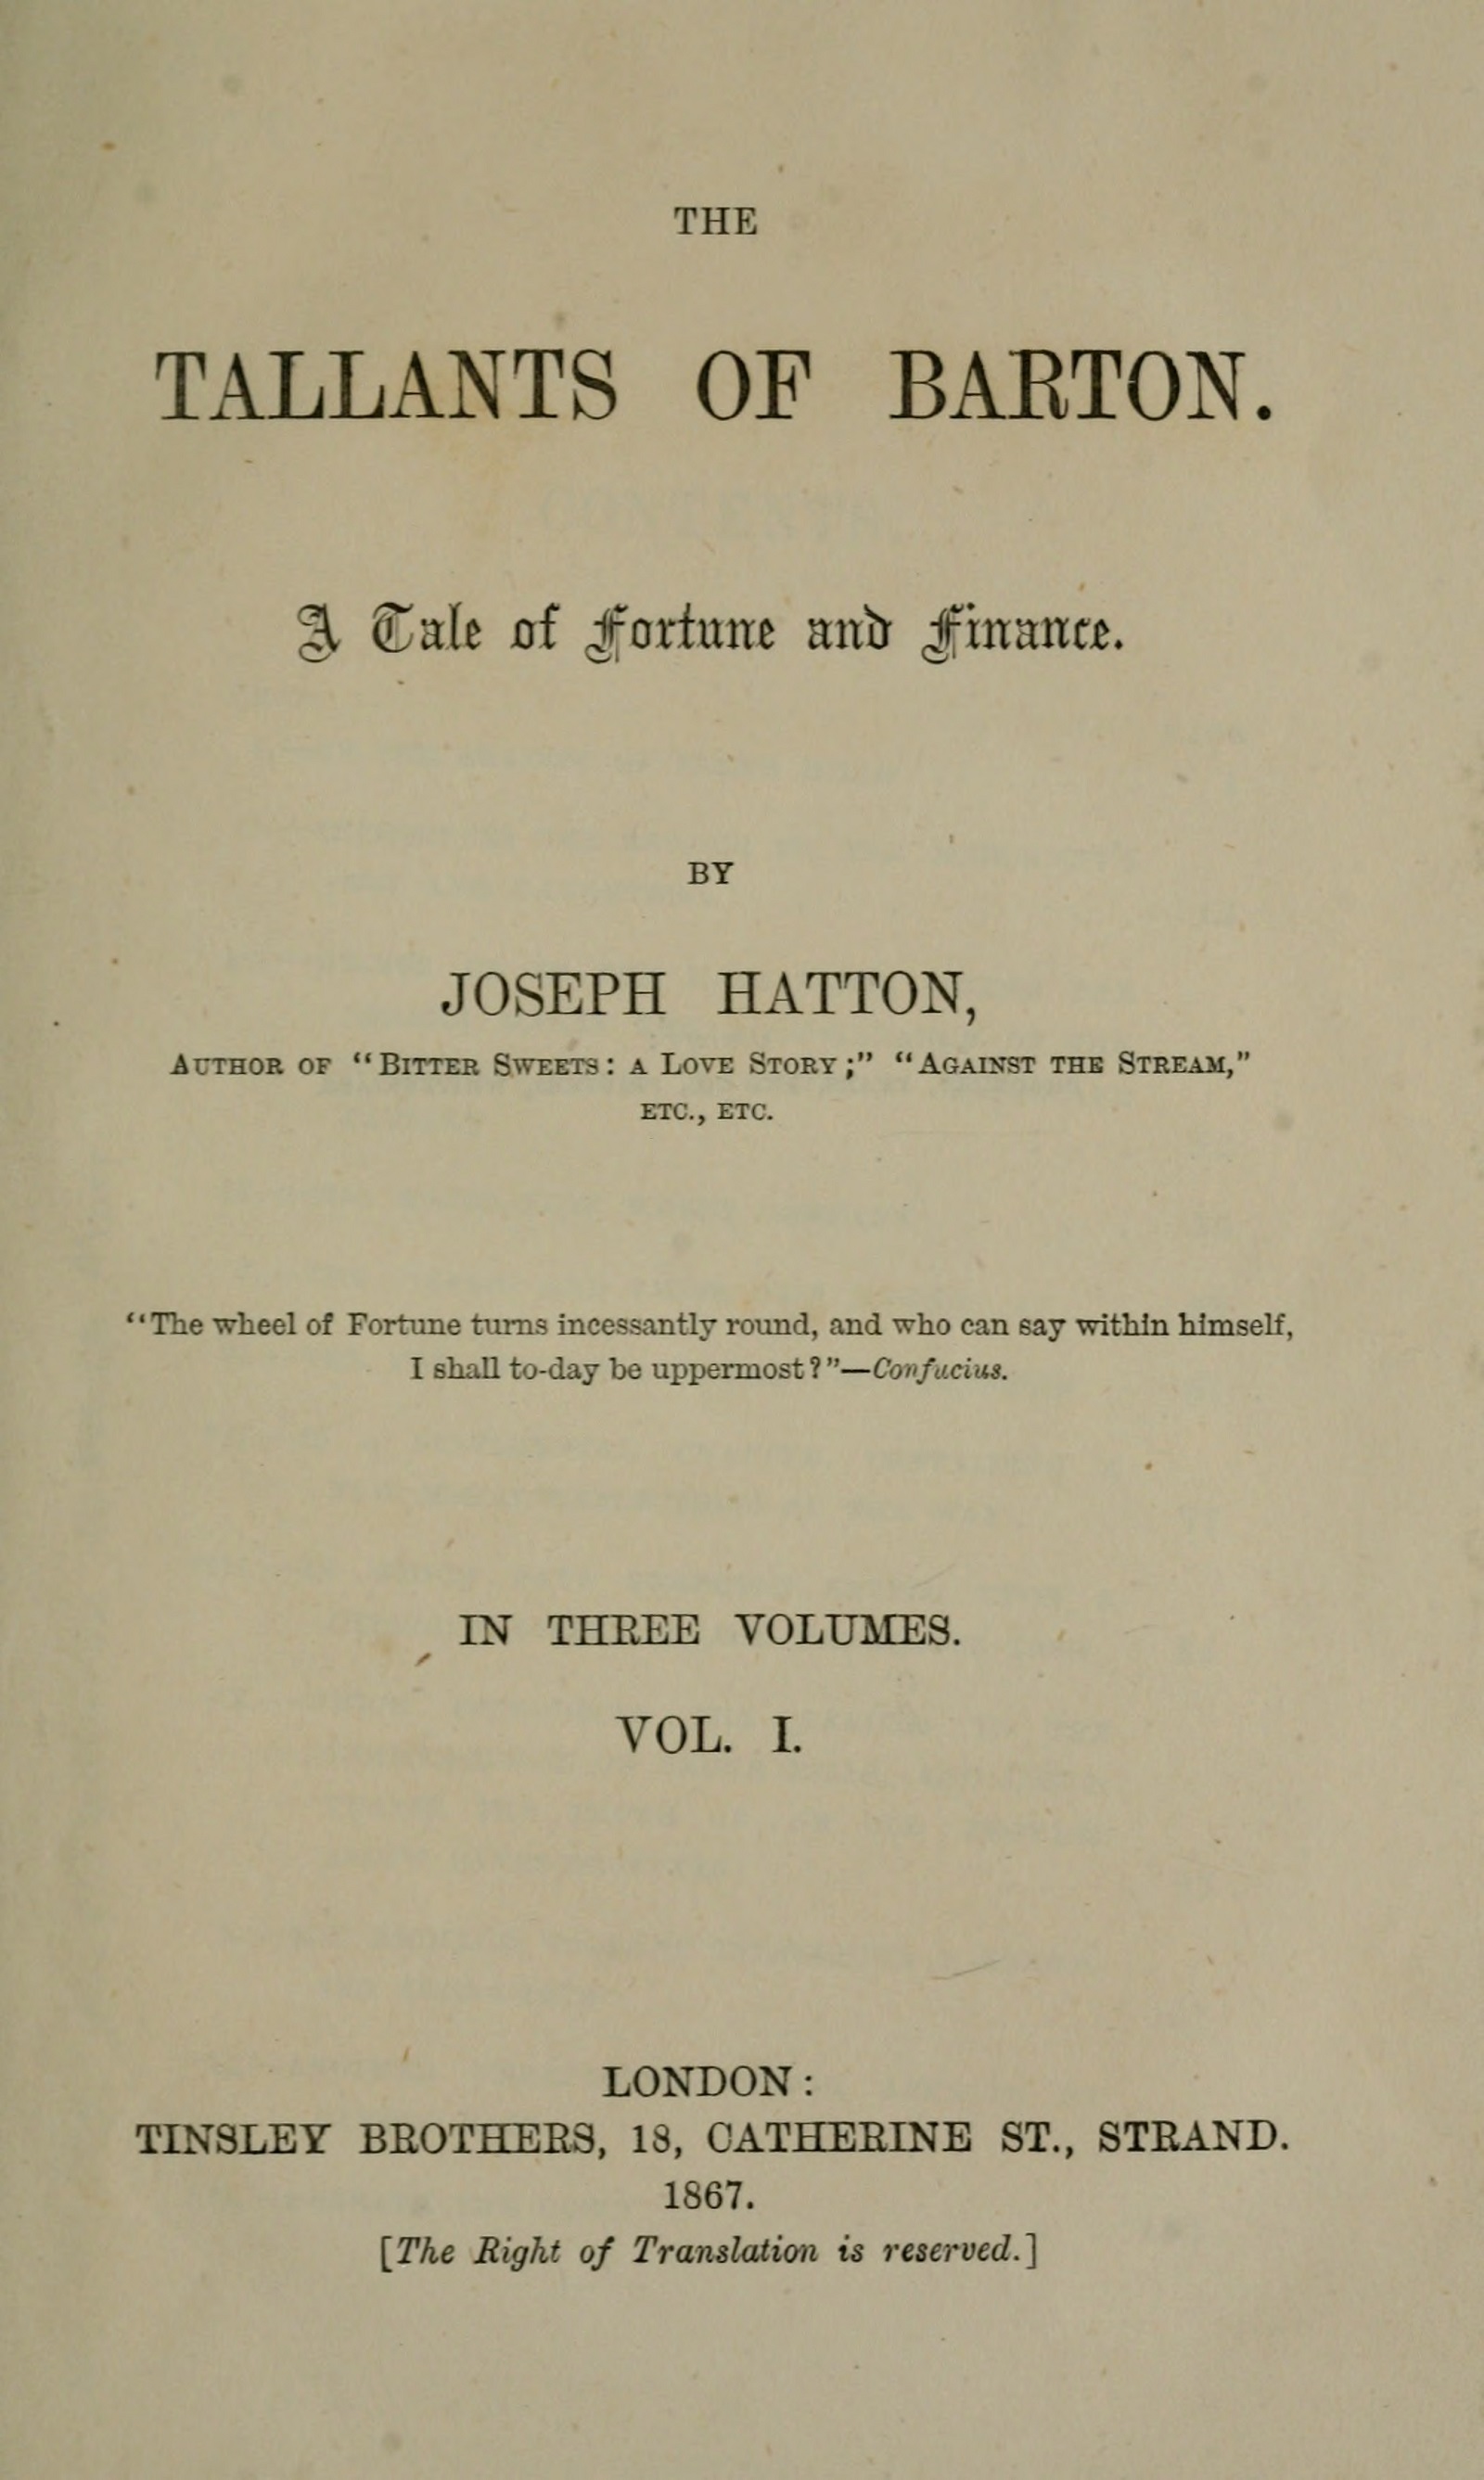 THE
TALLANTS OF BARTON.
A Tale of Fortune and Finance.
BY
JOSEPH HATTON,
AUTHOR OF “BITTER SWEETS: A LOVE STORY;” “AGAINST THE STREAM,”
ETC., ETC.
“The wheel of Fortune turns incessantly round, and who can say within himself,
I shall to-day be uppermost?”—Confucius.
IN THREE VOLUMES.
VOL. I.
LONDON:
TINSLEY BROTHERS, 18, CATHERINE ST., STRAND.
1867.
[The Right of Translation is reserved.]